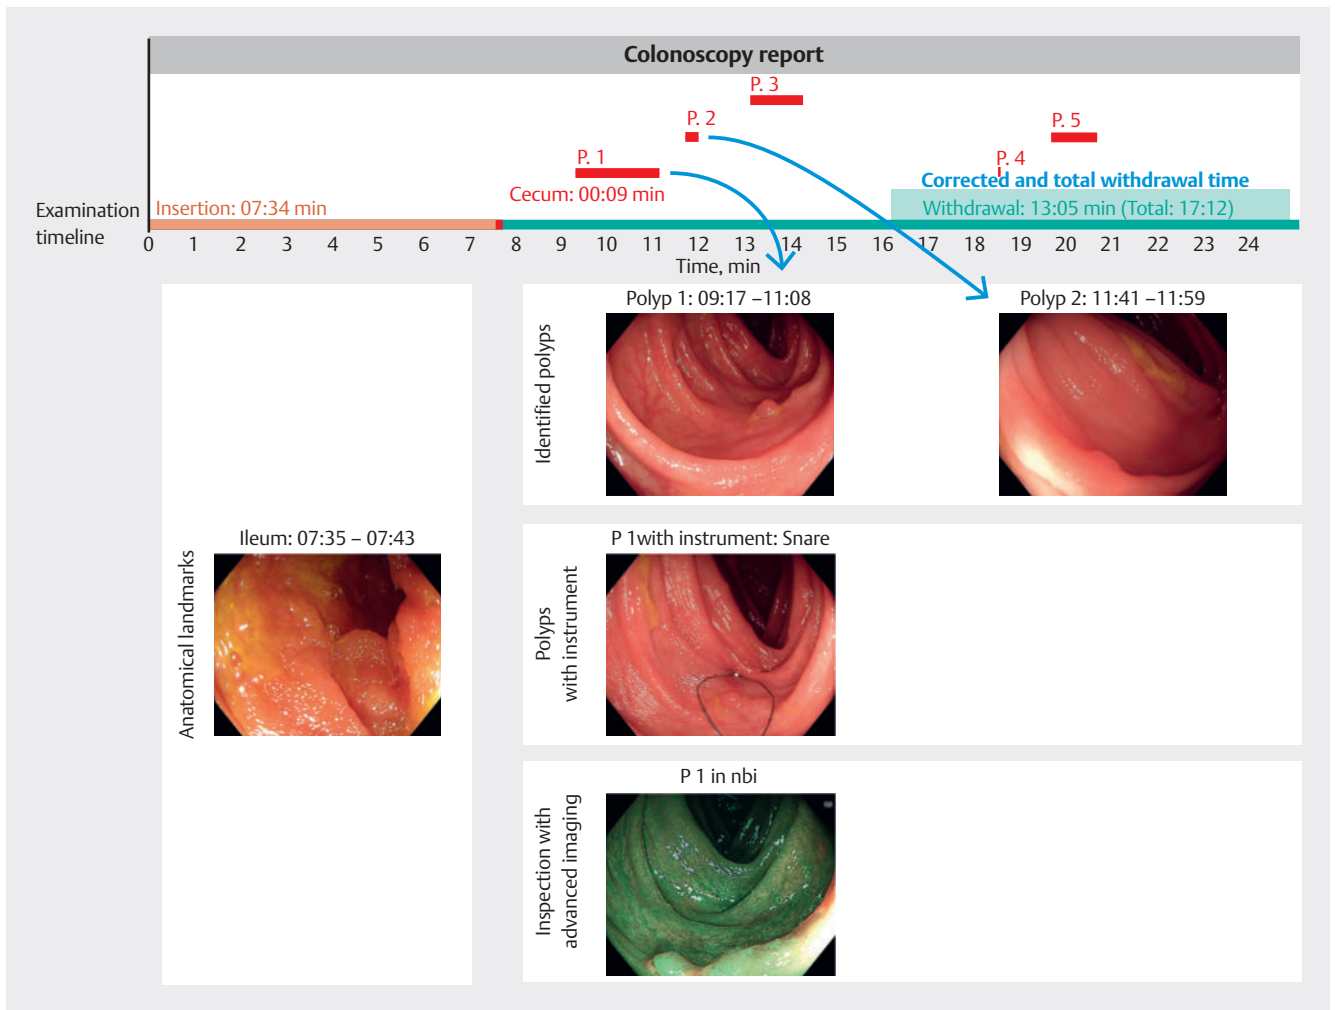 Colonoscopy report
P. 3
P. 2
P. 5
P. 1
P. 4
Corrected and total withdrawal time
Cecum: 00:09 min
Insertion: 07:34 min
Withdrawal: 13:05 min (Total: 17:12)
Examination
timeline
0 1 2 3 4 5 6 7 8 9 10 11 12 13 14 15 16 17 18 19 20 21 22 23 24
Time, min
Anatomical landmarks
Ileum: 07:35 – 07:43
Identified polyps
Polyp 1: 09:17 –11:08
Polyp 2: 11:41 –11:59
Polyps
with instrument
P 1with instrument: Snare
Inspection with
advanced imaging
P 1 in nbi